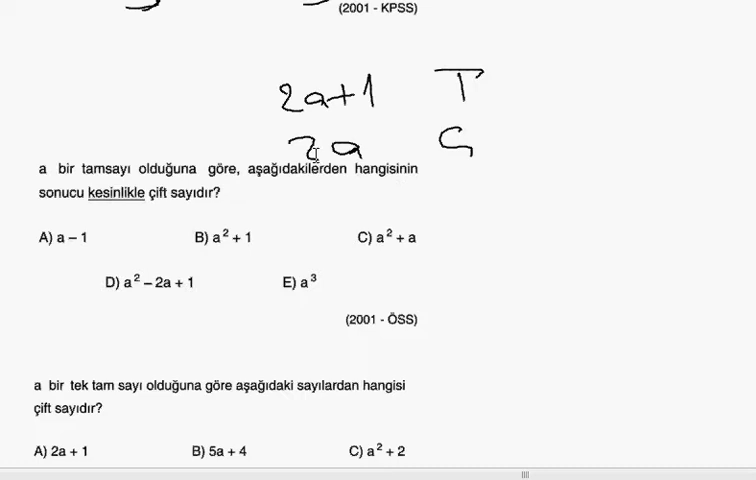 (2001 - KPSS)
2a+1 T
2a Ç
a bir tamsayı olduğuna göre, aşağıdakilerden hangisinin
sonucu kesinlikle çift sayıdır?
A) a – 1 B) a² + 1 C) a² + a
D) a² – 2a + 1 E) a³
(2001 - ÖSS)
a bir tek tam sayı olduğuna göre aşağıdaki sayılardan hangisi
çift sayıdır?
A) 2a + 1 B) 5a + 4 C) a² + 2